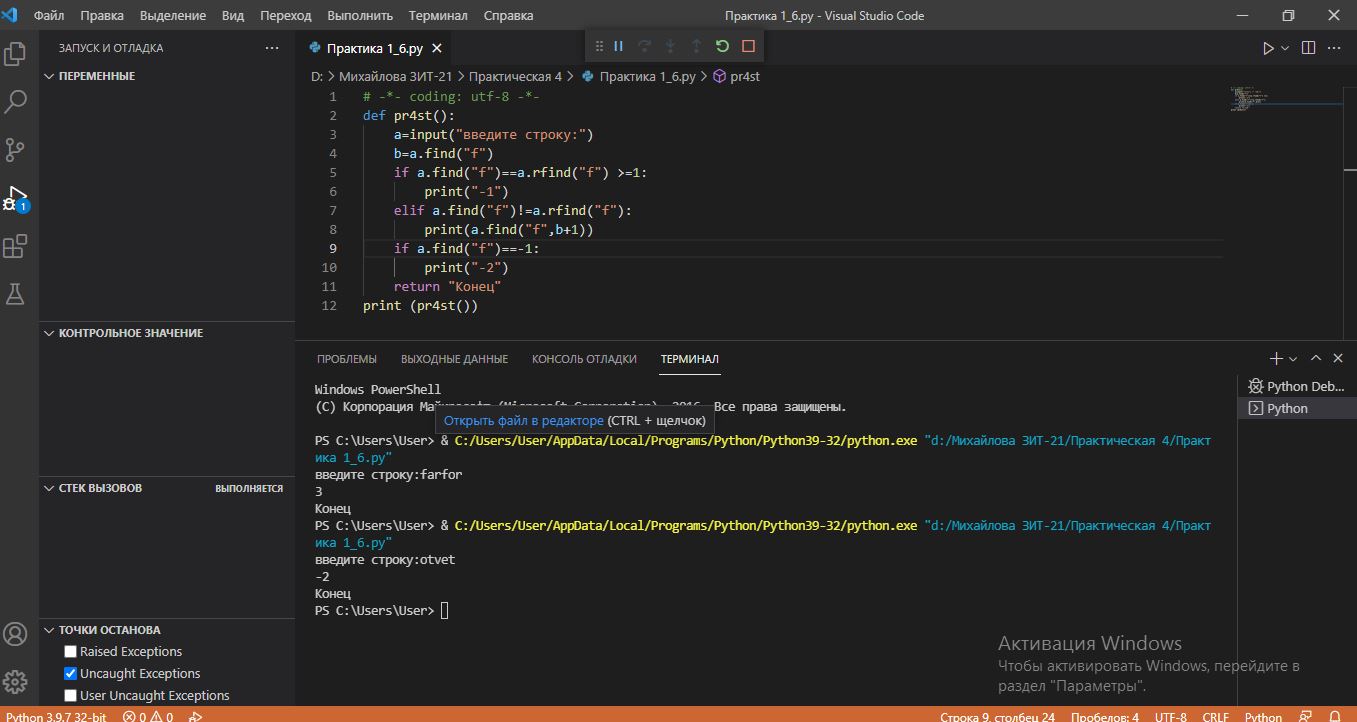 Файл Правка Выделение Вид Переход Выполнить Терминал Справка Практика 1_6.py - Visual Studio Code
ЗАПУСК И ОТЛАДКА ...
ПЕРЕМЕННЫЕ
КОНТРОЛЬНОЕ ЗНАЧЕНИЕ
СТЕК ВЫЗОВОВ ВЫПОЛНЯЕТСЯ
ТОЧКИ ОСТАНОВА
Raised Exceptions
Uncaught Exceptions
User Uncaught Exceptions
1
Практика 1_6.py
D: > Михайлова ЗИТ-21 > Практическая 4 > Практика 1_6.py > pr4st
1 # -*- coding: utf-8 -*-
2 def pr4st():
3 a=input("введите строку:")
4 b=a.find("f")
5 if a.find("f")==a.rfind("f") >=1:
6 print("-1")
7 elif a.find("f")!=a.rfind("f"):
8 print(a.find("f",b+1))
9 if a.find("f")==-1:
10 print("-2")
11 return "Конец"
12 print (pr4st())
ПРОБЛЕМЫ ВЫХОДНЫЕ ДАННЫЕ КОНСОЛЬ ОТЛАДКИ ТЕРМИНАЛ
Python Deb...
Python
Windows PowerShell
(C) Корпорация Майкрософт (Microsoft Corporation), 2016. Все права защищены.
Открыть файл в редакторе (CTRL + щелчок)
PS C:\Users\User> & C:/Users/User/AppData/Local/Programs/Python/Python39-32/python.exe "d:/Михайлова ЗИТ-21/Практическая 4/Практ
ика 1_6.py"
введите строку:farfor
3
Конец
PS C:\Users\User> & C:/Users/User/AppData/Local/Programs/Python/Python39-32/python.exe "d:/Михайлова ЗИТ-21/Практическая 4/Практ
ика 1_6.py"
введите строку:otvet
-2
Конец
PS C:\Users\User>
Активация Windows
Чтобы активировать Windows, перейдите в
раздел "Параметры".
Python 3.9.7 32-bit 0 0 Строка 9, столбец 24 Пробелов: 4 UTF-8 CRLF Python